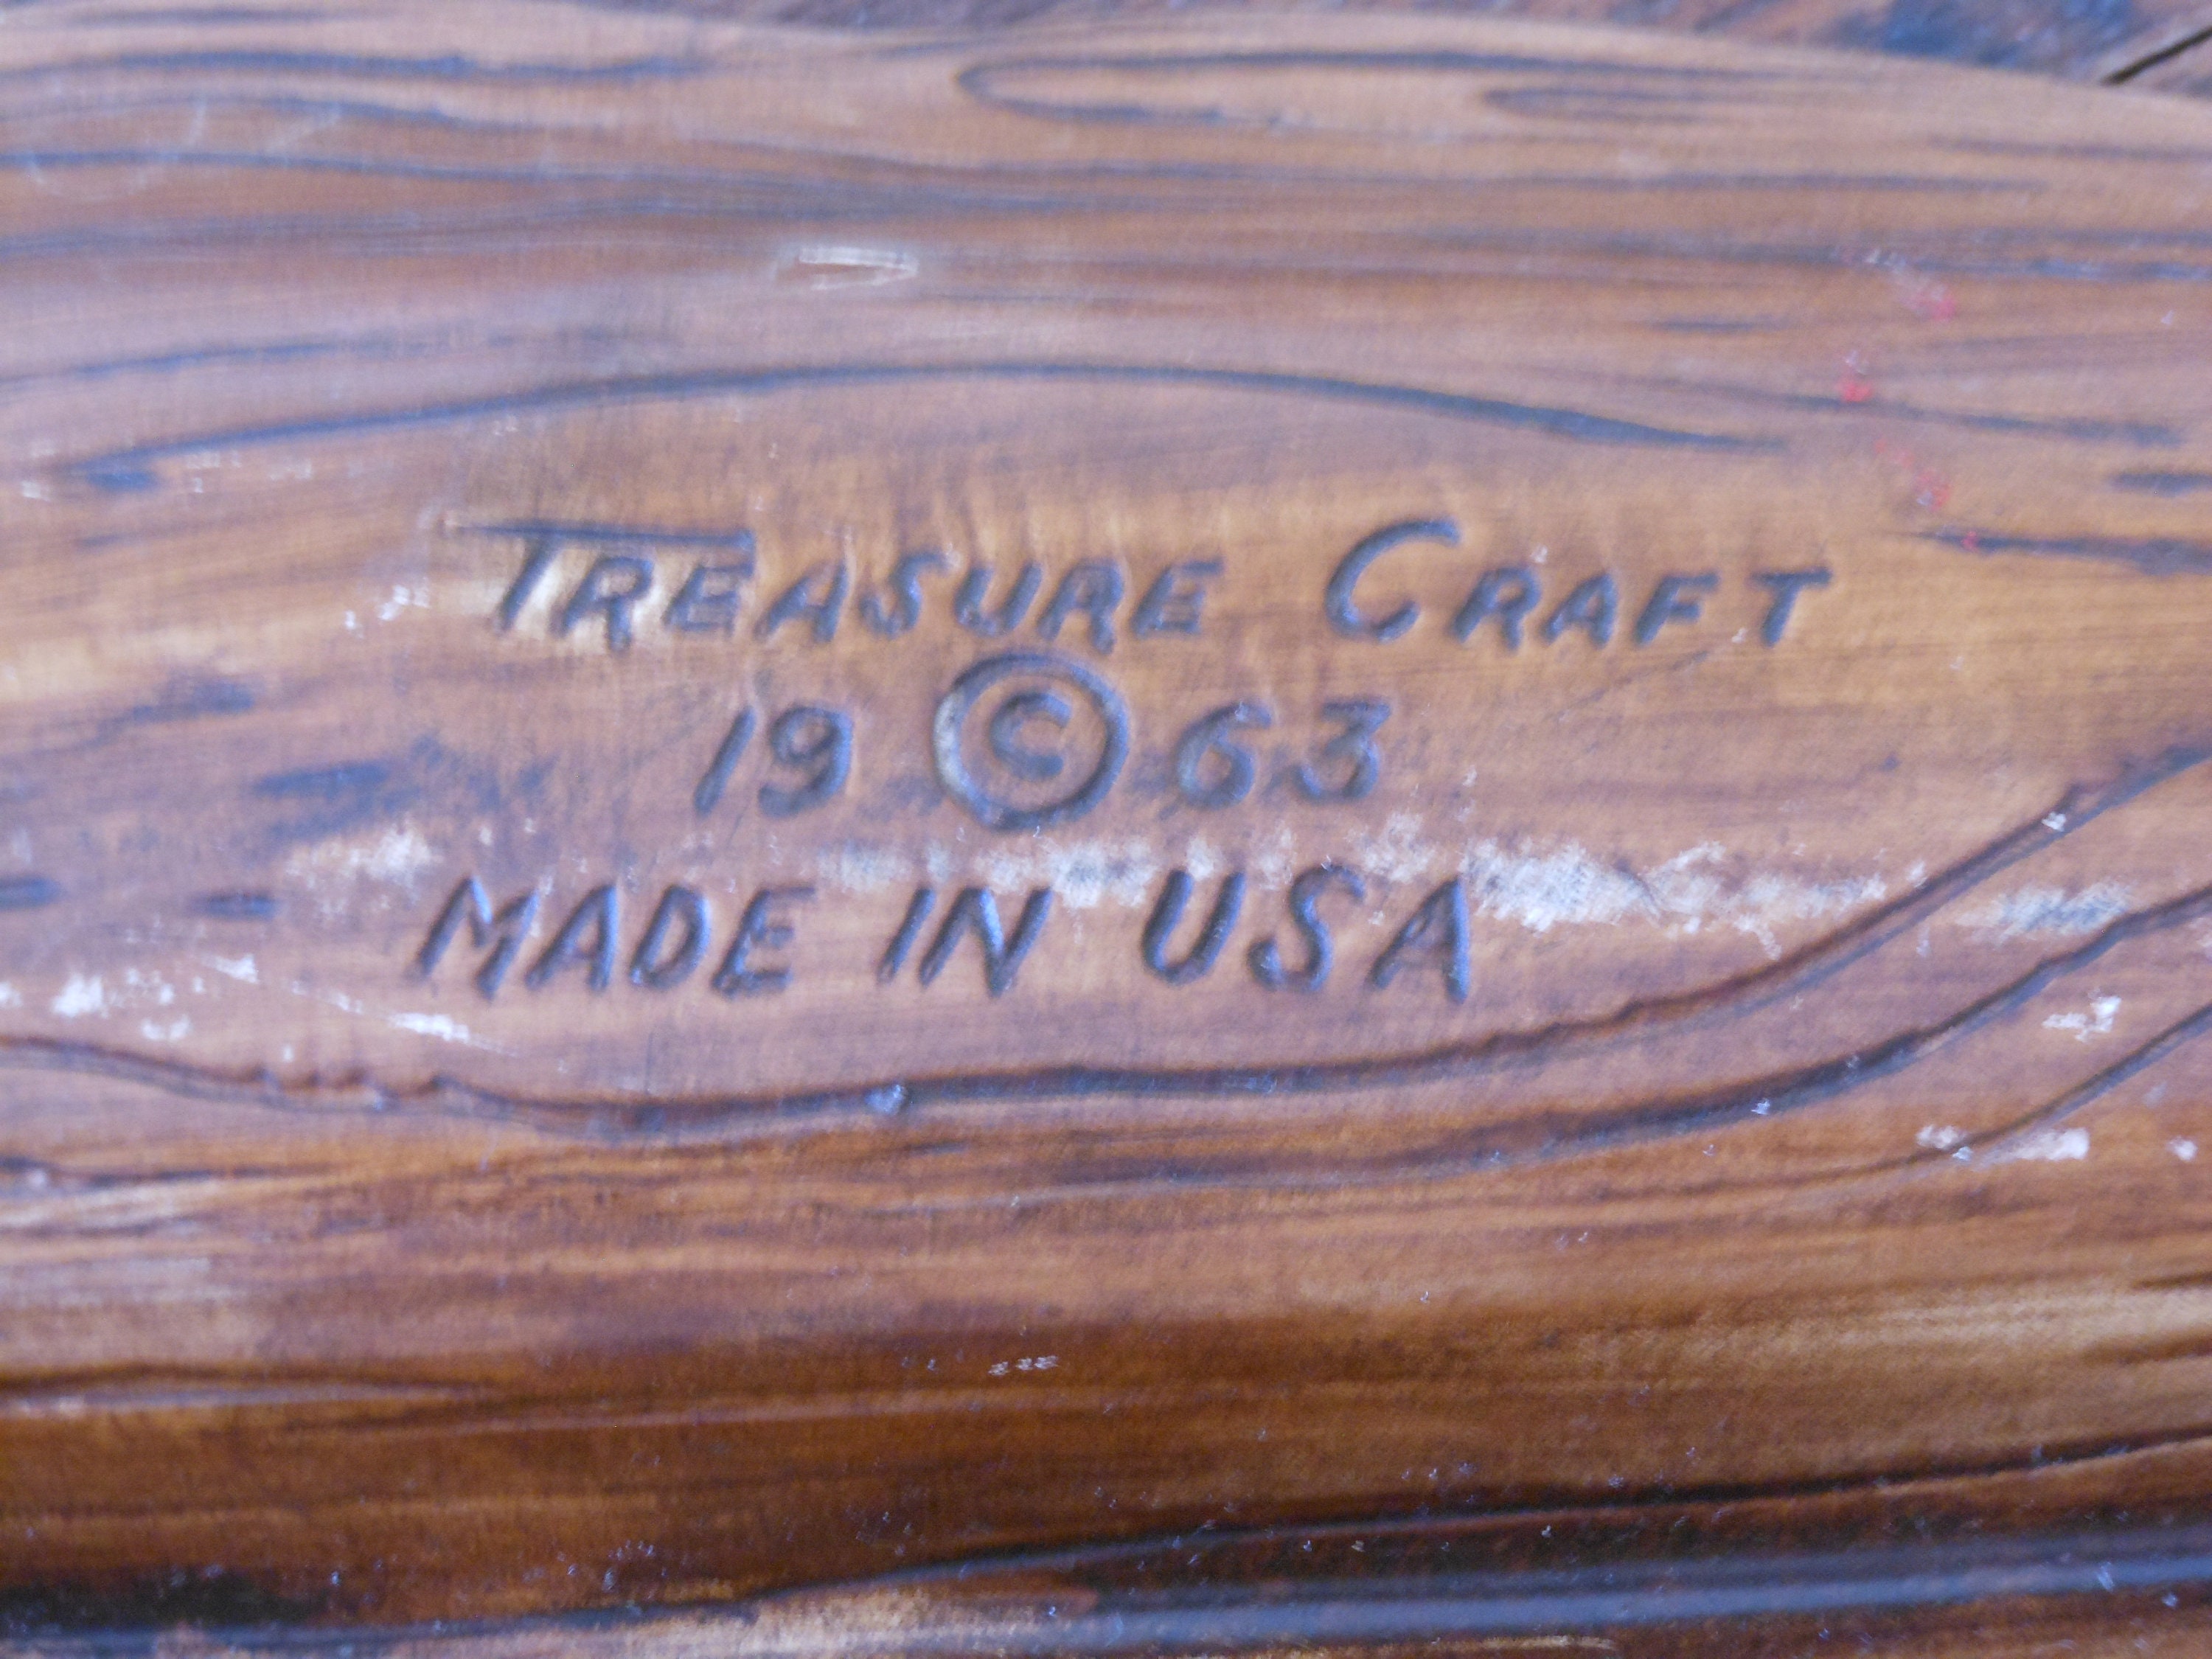 TREASURE CRAFT
19 © 63
MADE IN USA